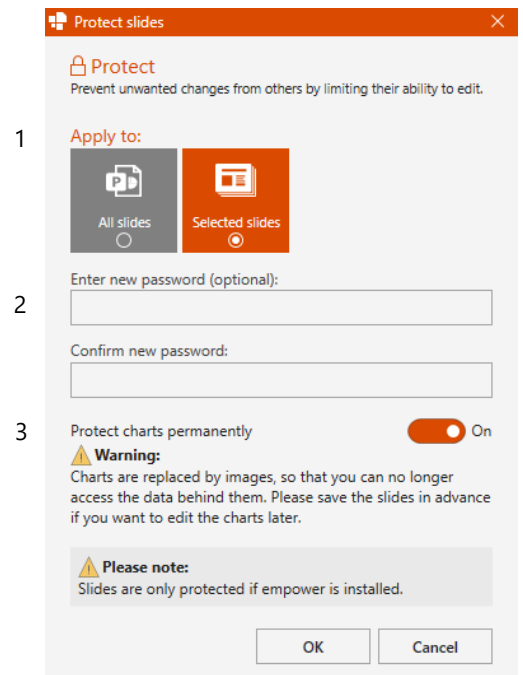 Protect slides
Protect
Prevent unwanted changes from others by limiting their ability to edit.
1
Apply to:
All slides
Selected slides
Enter new password (optional):
2
Confirm new password:
3
Protect charts permanently
On
Warning:
Charts are replaced by images, so that you can no longer
access the data behind them. Please save the slides in advance
if you want to edit the charts later.
Please note:
Slides are only protected if empower is installed.
OK
Cancel